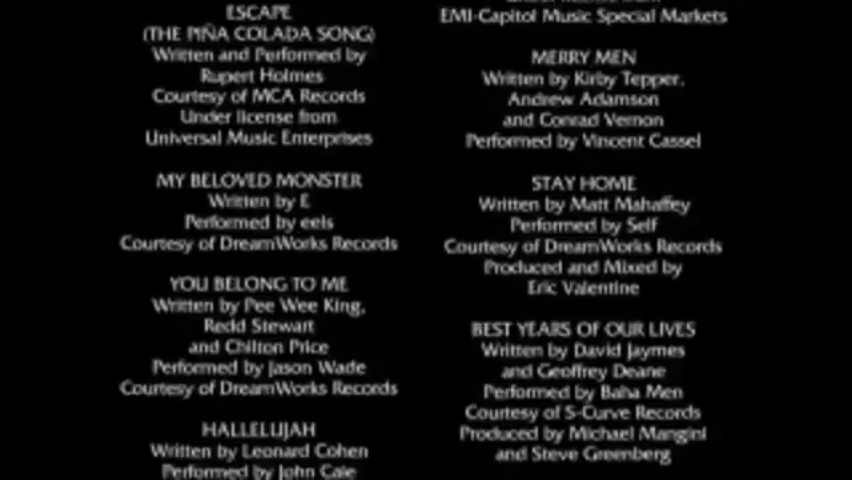 ESCAPE
(THE PIÑA COLADA SONG)
Written and Performed by
Rupert Holmes
Courtesy of MCA Records
Under license from
Universal Music Enterprises
MY BELOVED MONSTER
Written by E
Performed by eels
Courtesy of DreamWorks Records
YOU BELONG TO ME
Written by Pee Wee King,
Redd Stewart
and Chilton Price
Performed by Jason Wade
Courtesy of DreamWorks Records
HALLELUJAH
Written by Leonard Cohen
Performed by John Cale
EMI-Capitol Music Special Markets
MERRY MEN
Written by Kirby Tepper,
Andrew Adamson
and Conrad Vernon
Performed by Vincent Cassel
STAY HOME
Written by Matt Mahaffey
Performed by Self
Courtesy of DreamWorks Records
Produced and Mixed by
Eric Valentine
BEST YEARS OF OUR LIVES
Written by David Jaymes
and Geoffrey Deane
Performed by Baha Men
Courtesy of S-Curve Records
Produced by Michael Mangini
and Steve Greenberg